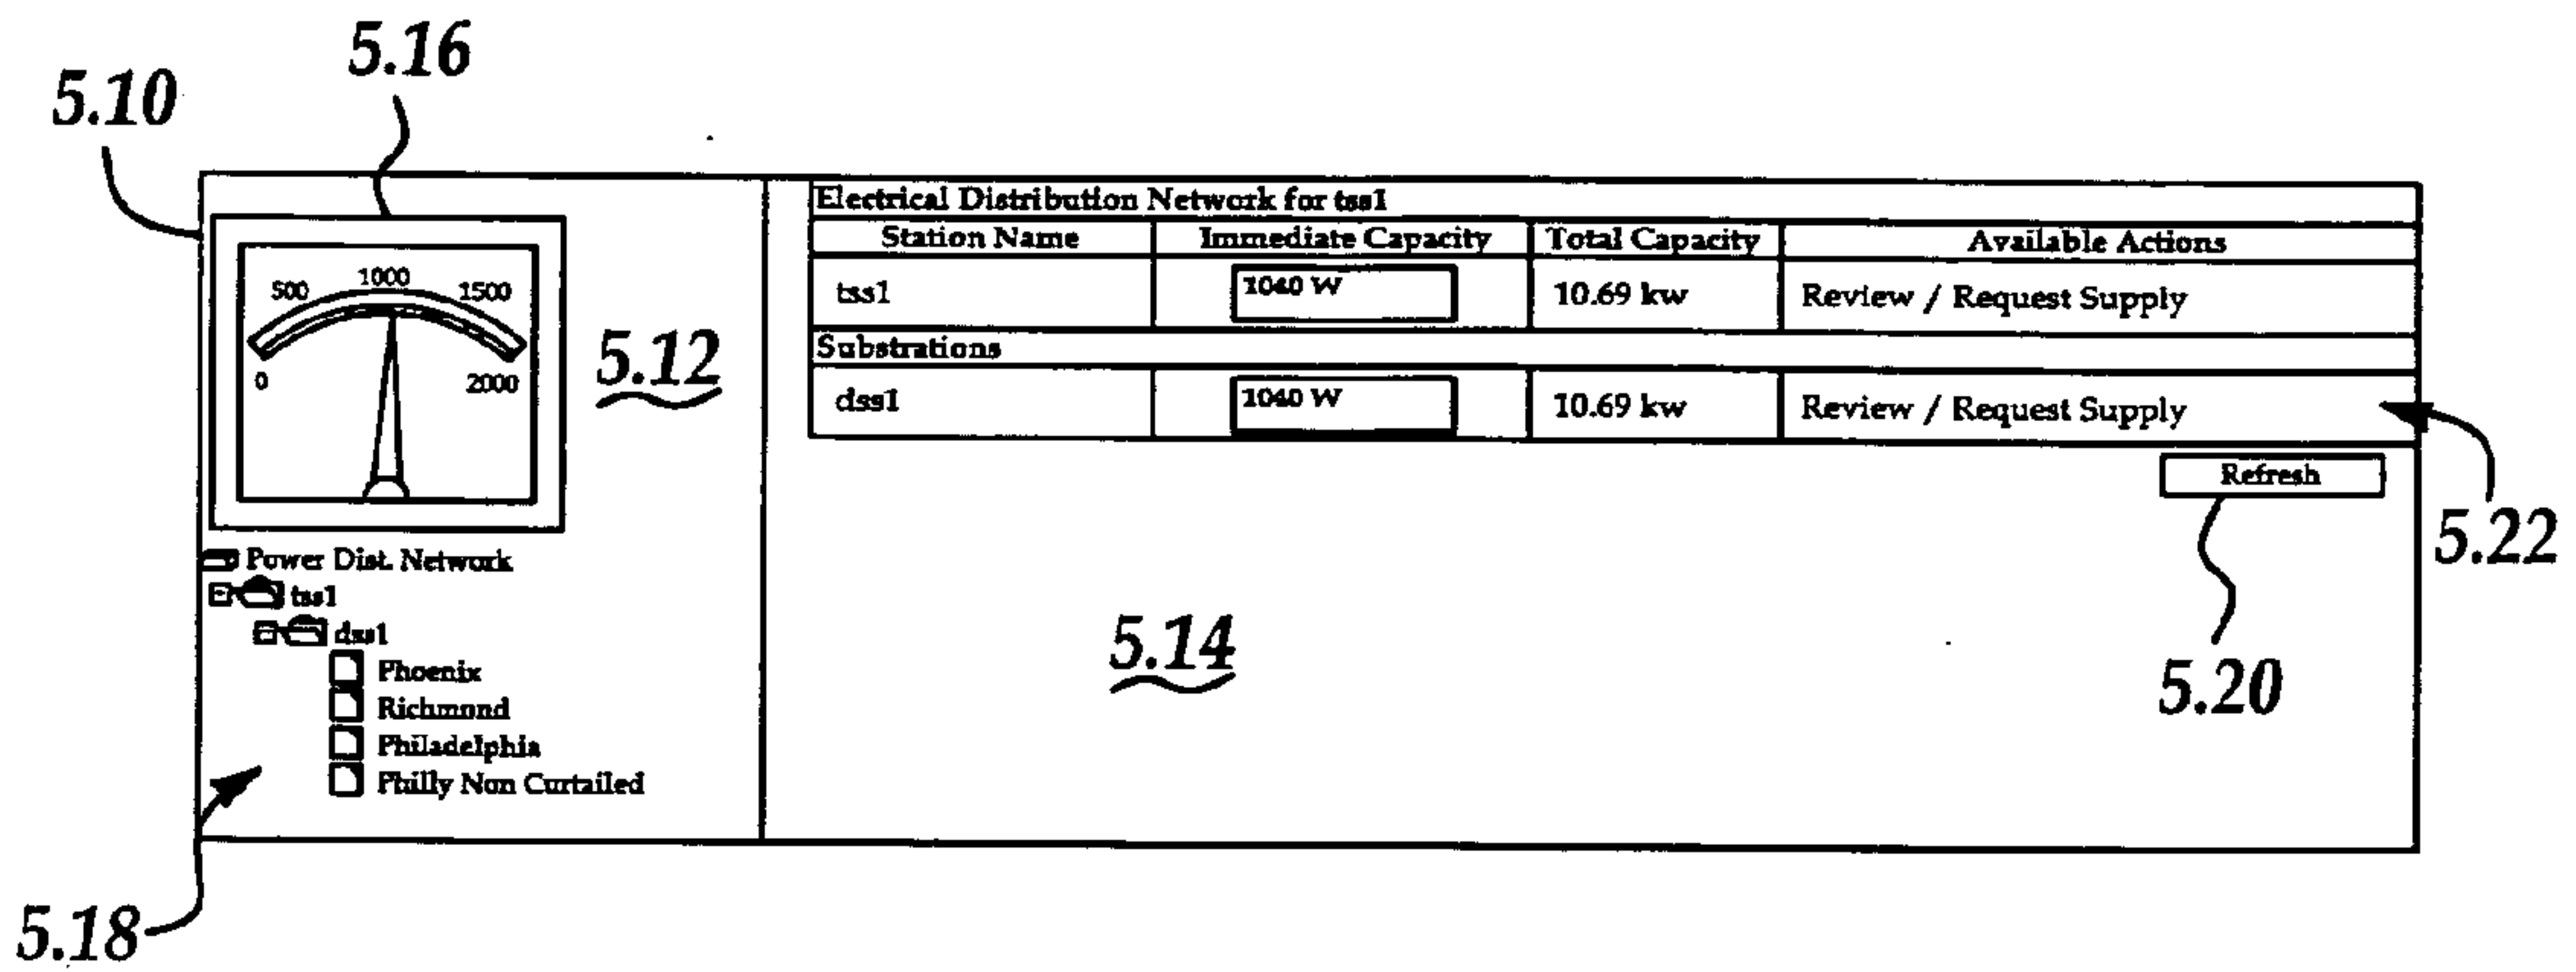 5.16
5.10
500 1000 1500
0 2000
5.12
Power Dist. Network
tss1
dss1
Phoenix
Richmond
Philadelphia
Philly Non Curtailed
5.18
Electrical Distribution Network for tss1
Station Name Immediate Capacity Total Capacity Available Actions
tss1 1040 W 10.69 kw Review / Request Supply
Substrations
dss1 1040 W 10.69 kw Review / Request Supply
Refresh
5.22
5.14
5.20